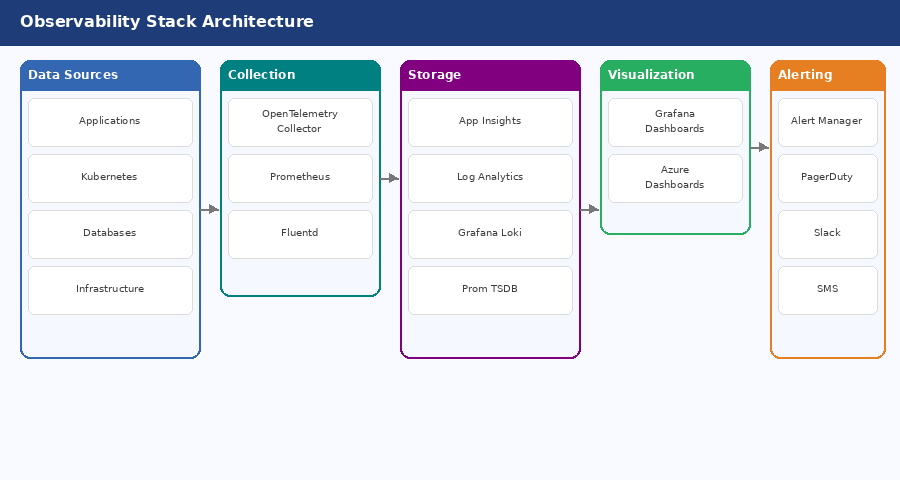 Observability Stack Architecture
Data Sources
Applications
Kubernetes
Databases
Infrastructure
Collection
OpenTelemetry
Collector
Prometheus
Fluentd
Storage
App Insights
Log Analytics
Grafana Loki
Prom TSDB
Visualization
Grafana
Dashboards
Azure
Dashboards
Alerting
Alert Manager
PagerDuty
Slack
SMS